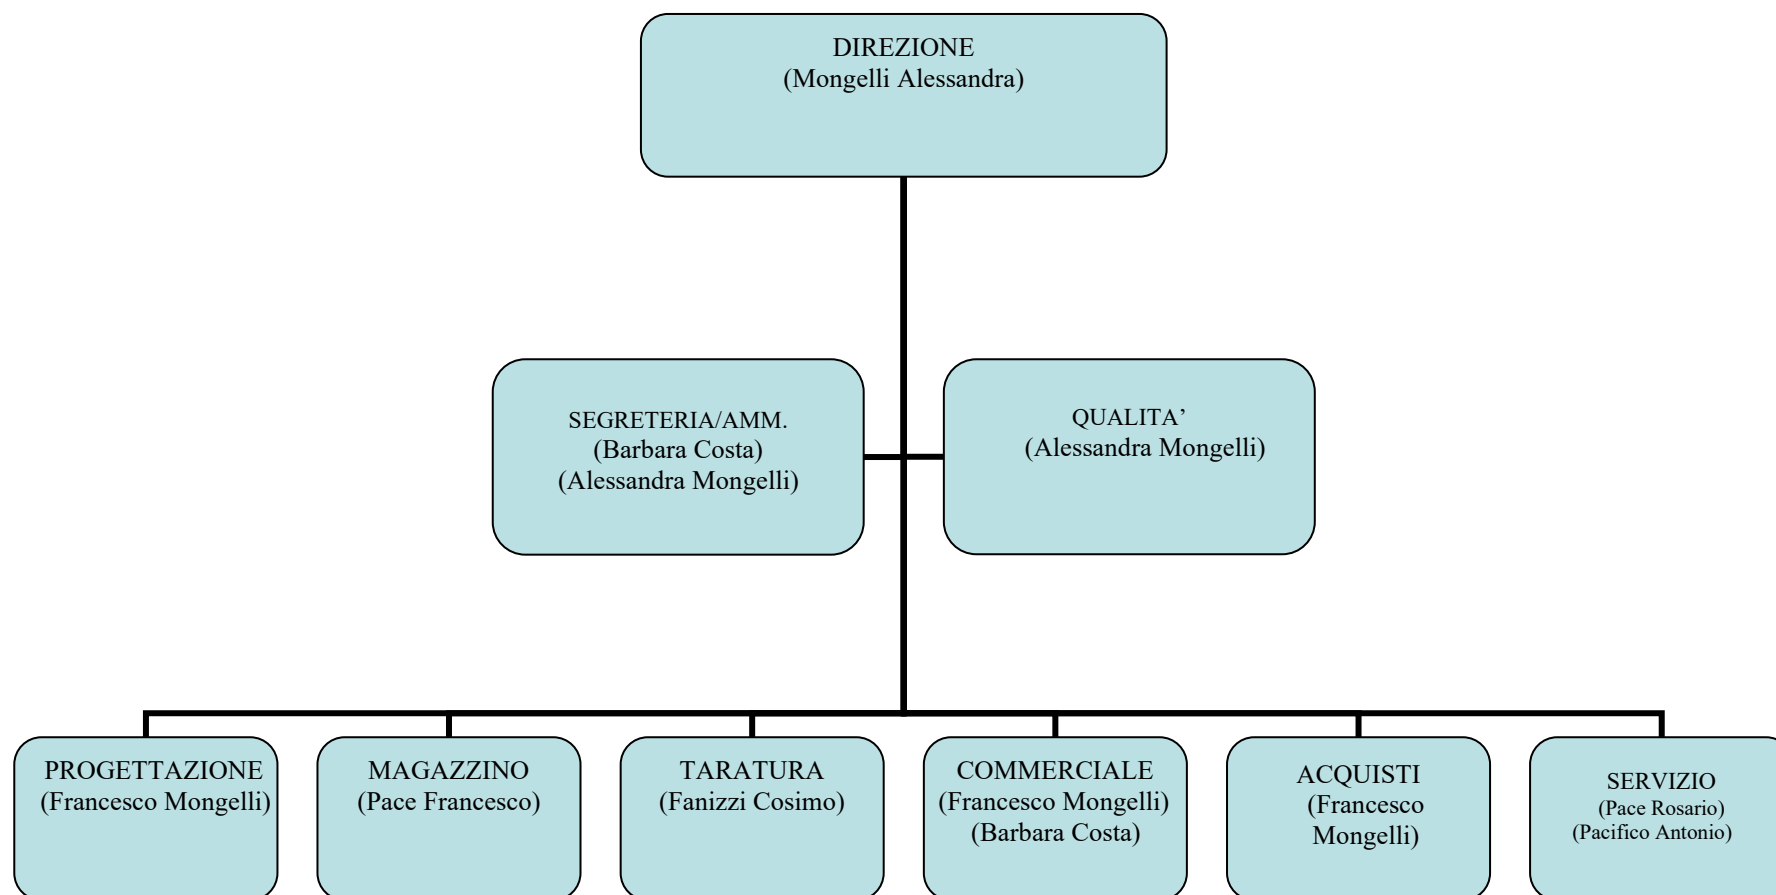 DIREZIONE
(Mongelli Alessandra)
SEGRETERIA/AMM.
(Barbara Costa)
(Alessandra Mongelli)
QUALITA’
(Alessandra Mongelli)
PROGETTAZIONE
(Francesco Mongelli)
MAGAZZINO
(Pace Francesco)
TARATURA
(Fanizzi Cosimo)
COMMERCIALE
(Francesco Mongelli)
(Barbara Costa)
ACQUISTI
(Francesco
Mongelli)
SERVIZIO
(Pace Rosario)
(Pacifico Antonio)